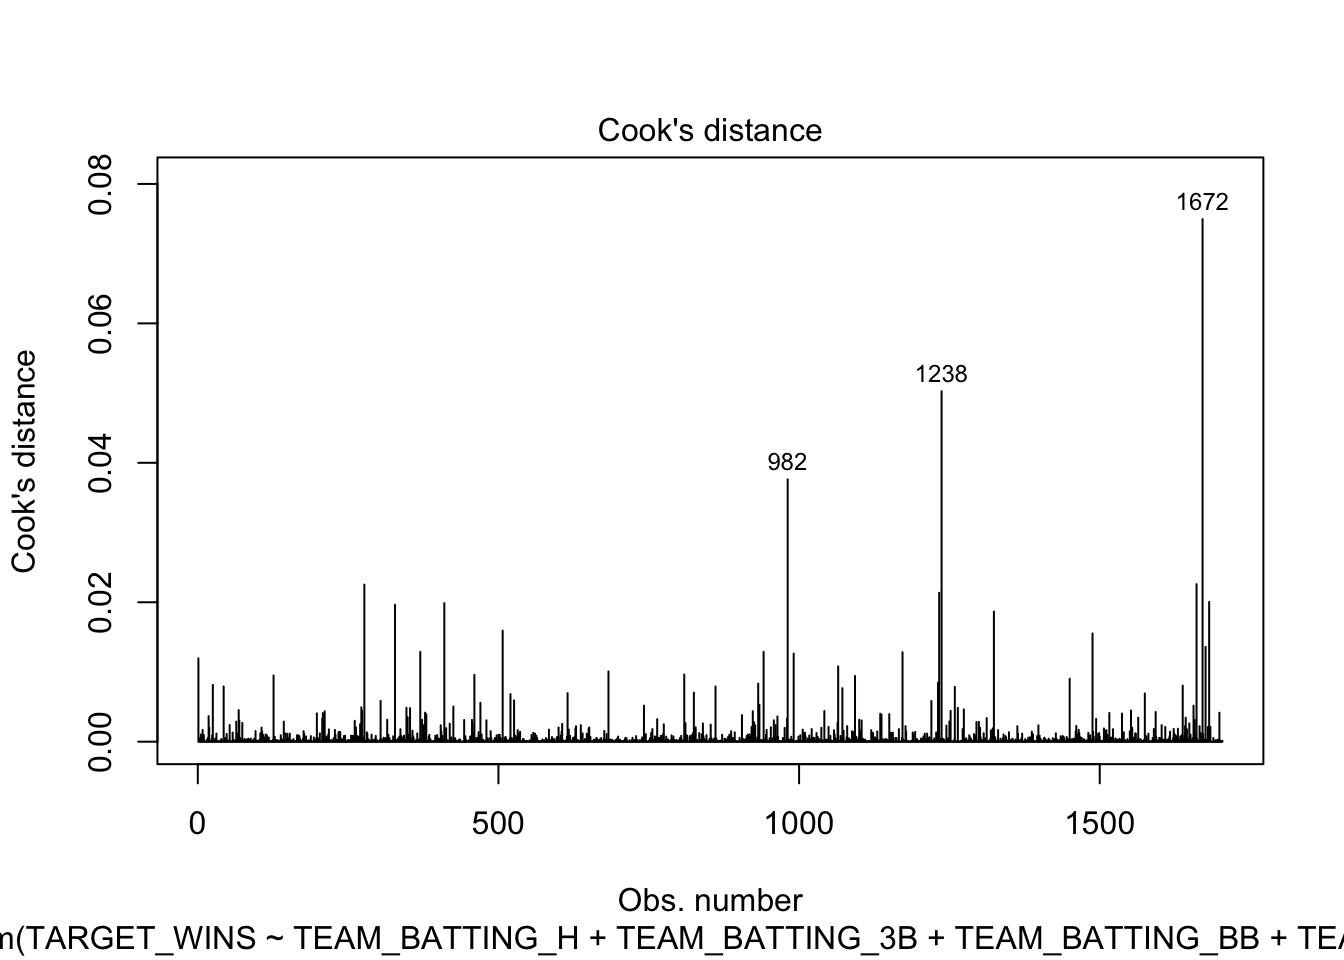 Cook's distance
Cook's distance
0.08
0.06
0.04
0.02
0.00
1672
1238
982
0 500 1000 1500
Obs. number
m(TARGET_WINS ~ TEAM_BATTING_H + TEAM_BATTING_3B + TEAM_BATTING_BB + TEA